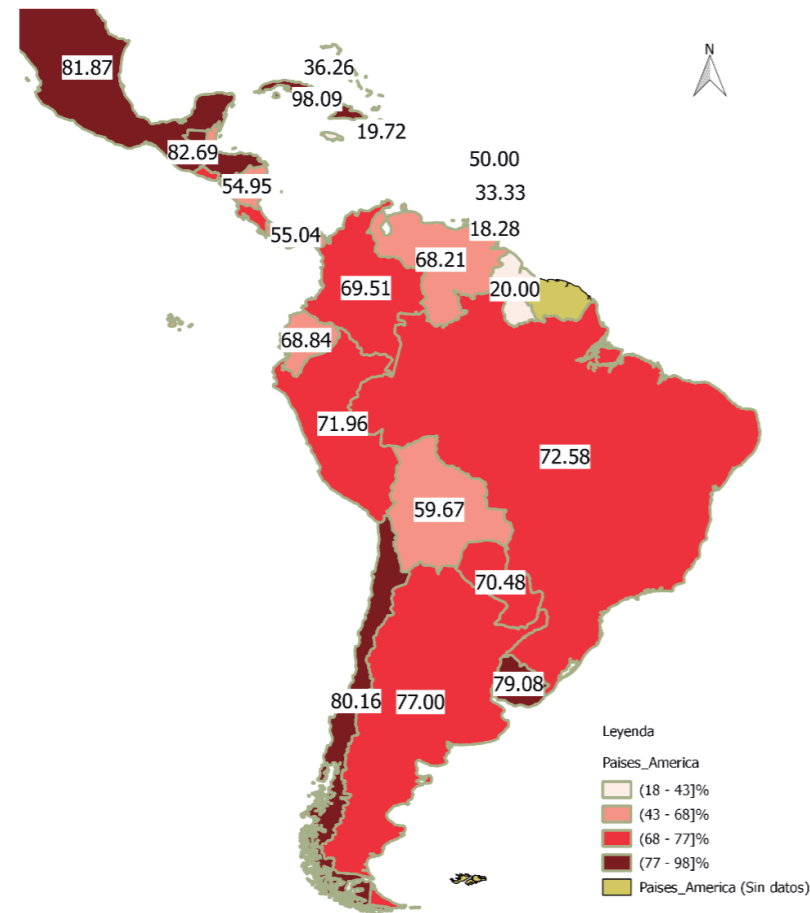 N
81.87
36.26
98.09
19.72
82.69
50.00
54.95
33.33
55.04
18.28
68.21
69.51
20.00
68.84
71.96
72.58
59.67
70.48
79.08
80.16
77.00
Leyenda
Paises_America
(18 - 43]%
(43 - 68]%
(68 - 77]%
(77 - 98]%
Paises_America (Sin datos)